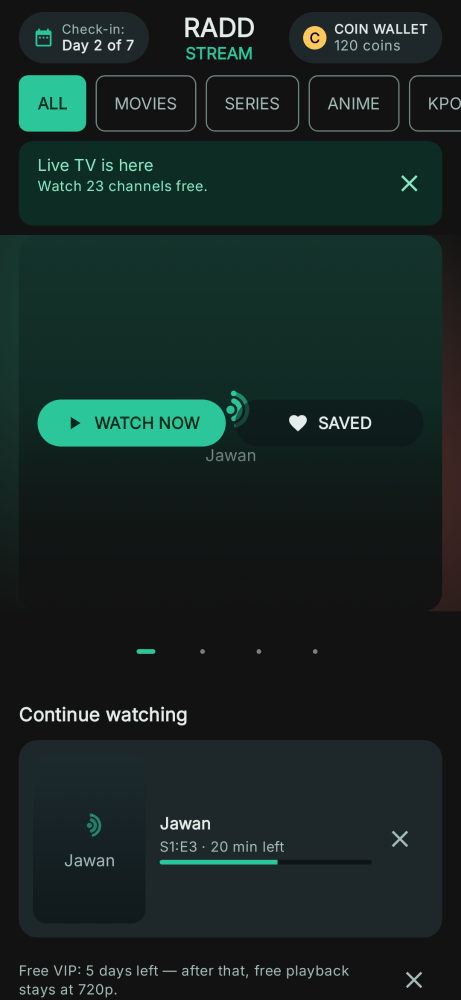 Check-in:
Day 2 of 7
RADD
STREAM
C
COIN WALLET
120 coins
ALL
MOVIES
SERIES
ANIME
KPO
Live TV is here
Watch 23 channels free.
WATCH NOW
SAVED
Jawan
Continue watching
Jawan
Jawan
S1:E3 · 20 min left
Free VIP: 5 days left — after that, free playback
stays at 720p.